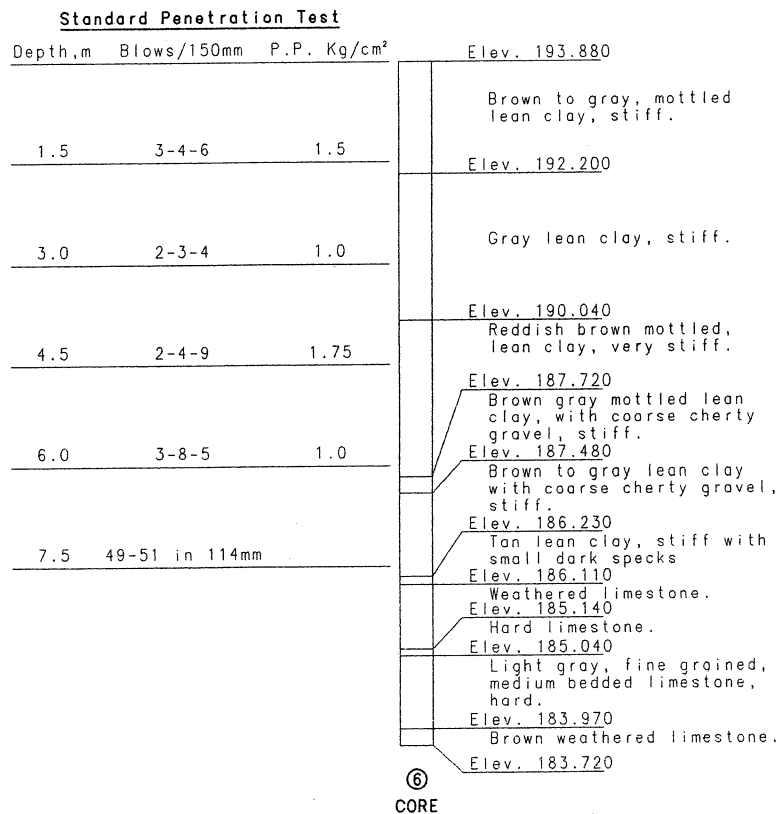 Standard Penetration Test
Depth,m Blows/150mm P.P. Kg/cm²
1.5 3-4-6 1.5
3.0 2-3-4 1.0
4.5 2-4-9 1.75
6.0 3-8-5 1.0
7.5 49-51 in 114mm
Elev. 193.880
Brown to gray, mottled
lean clay, stiff.
Elev. 192.200
Gray lean clay, stiff.
Elev. 190.040
Reddish brown mottled,
lean clay, very stiff.
Elev. 187.720
Brown gray mottled lean
clay, with coarse cherty
gravel, stiff.
Elev. 187.480
Brown to gray lean clay
with coarse cherty gravel,
stiff.
Elev. 186.230
Tan lean clay, stiff with
small dark specks
Elev. 186.110
Weathered limestone.
Elev. 185.140
Hard limestone.
Elev. 185.040
Light gray, fine grained,
medium bedded limestone,
hard.
Elev. 183.970
Brown weathered limestone.
Elev. 183.720
6
CORE